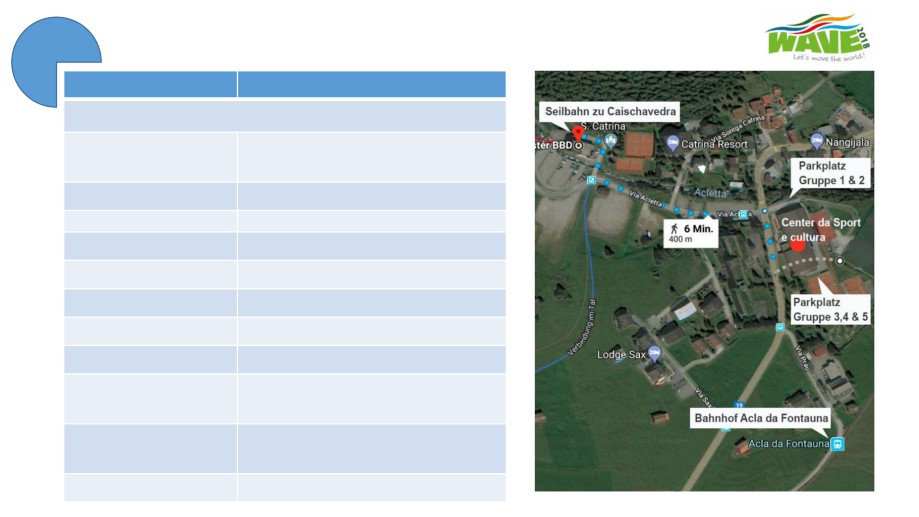 WAVE 2018
Let's move the world!
Seilbahn zu Caischavedra
S. Catrina
Via Sontga Catrina
stér BBD O
Catrina Resort
Nangijala
Parkplatz
Gruppe 1 & 2
Acletta
Via Acletta
Via Acletta
6 Min.
400 m
Center da Sport
e cultura
Parkplatz
Gruppe 3,4 & 5
Verbindung im Tal
Lodge Sax
Via Prau
Via Sax
19
Bahnhof Acla da Fontauna
Acla da Fontauna